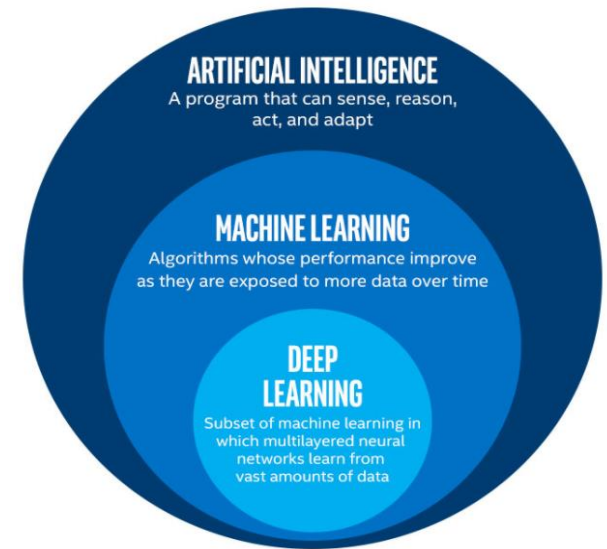 ARTIFICIAL INTELLIGENCE
A program that can sense, reason,
act, and adapt
MACHINE LEARNING
Algorithms whose performance improve
as they are exposed to more data over time
DEEP
LEARNING
Subset of machine learning in
which multilayered neural
networks learn from
vast amounts of data